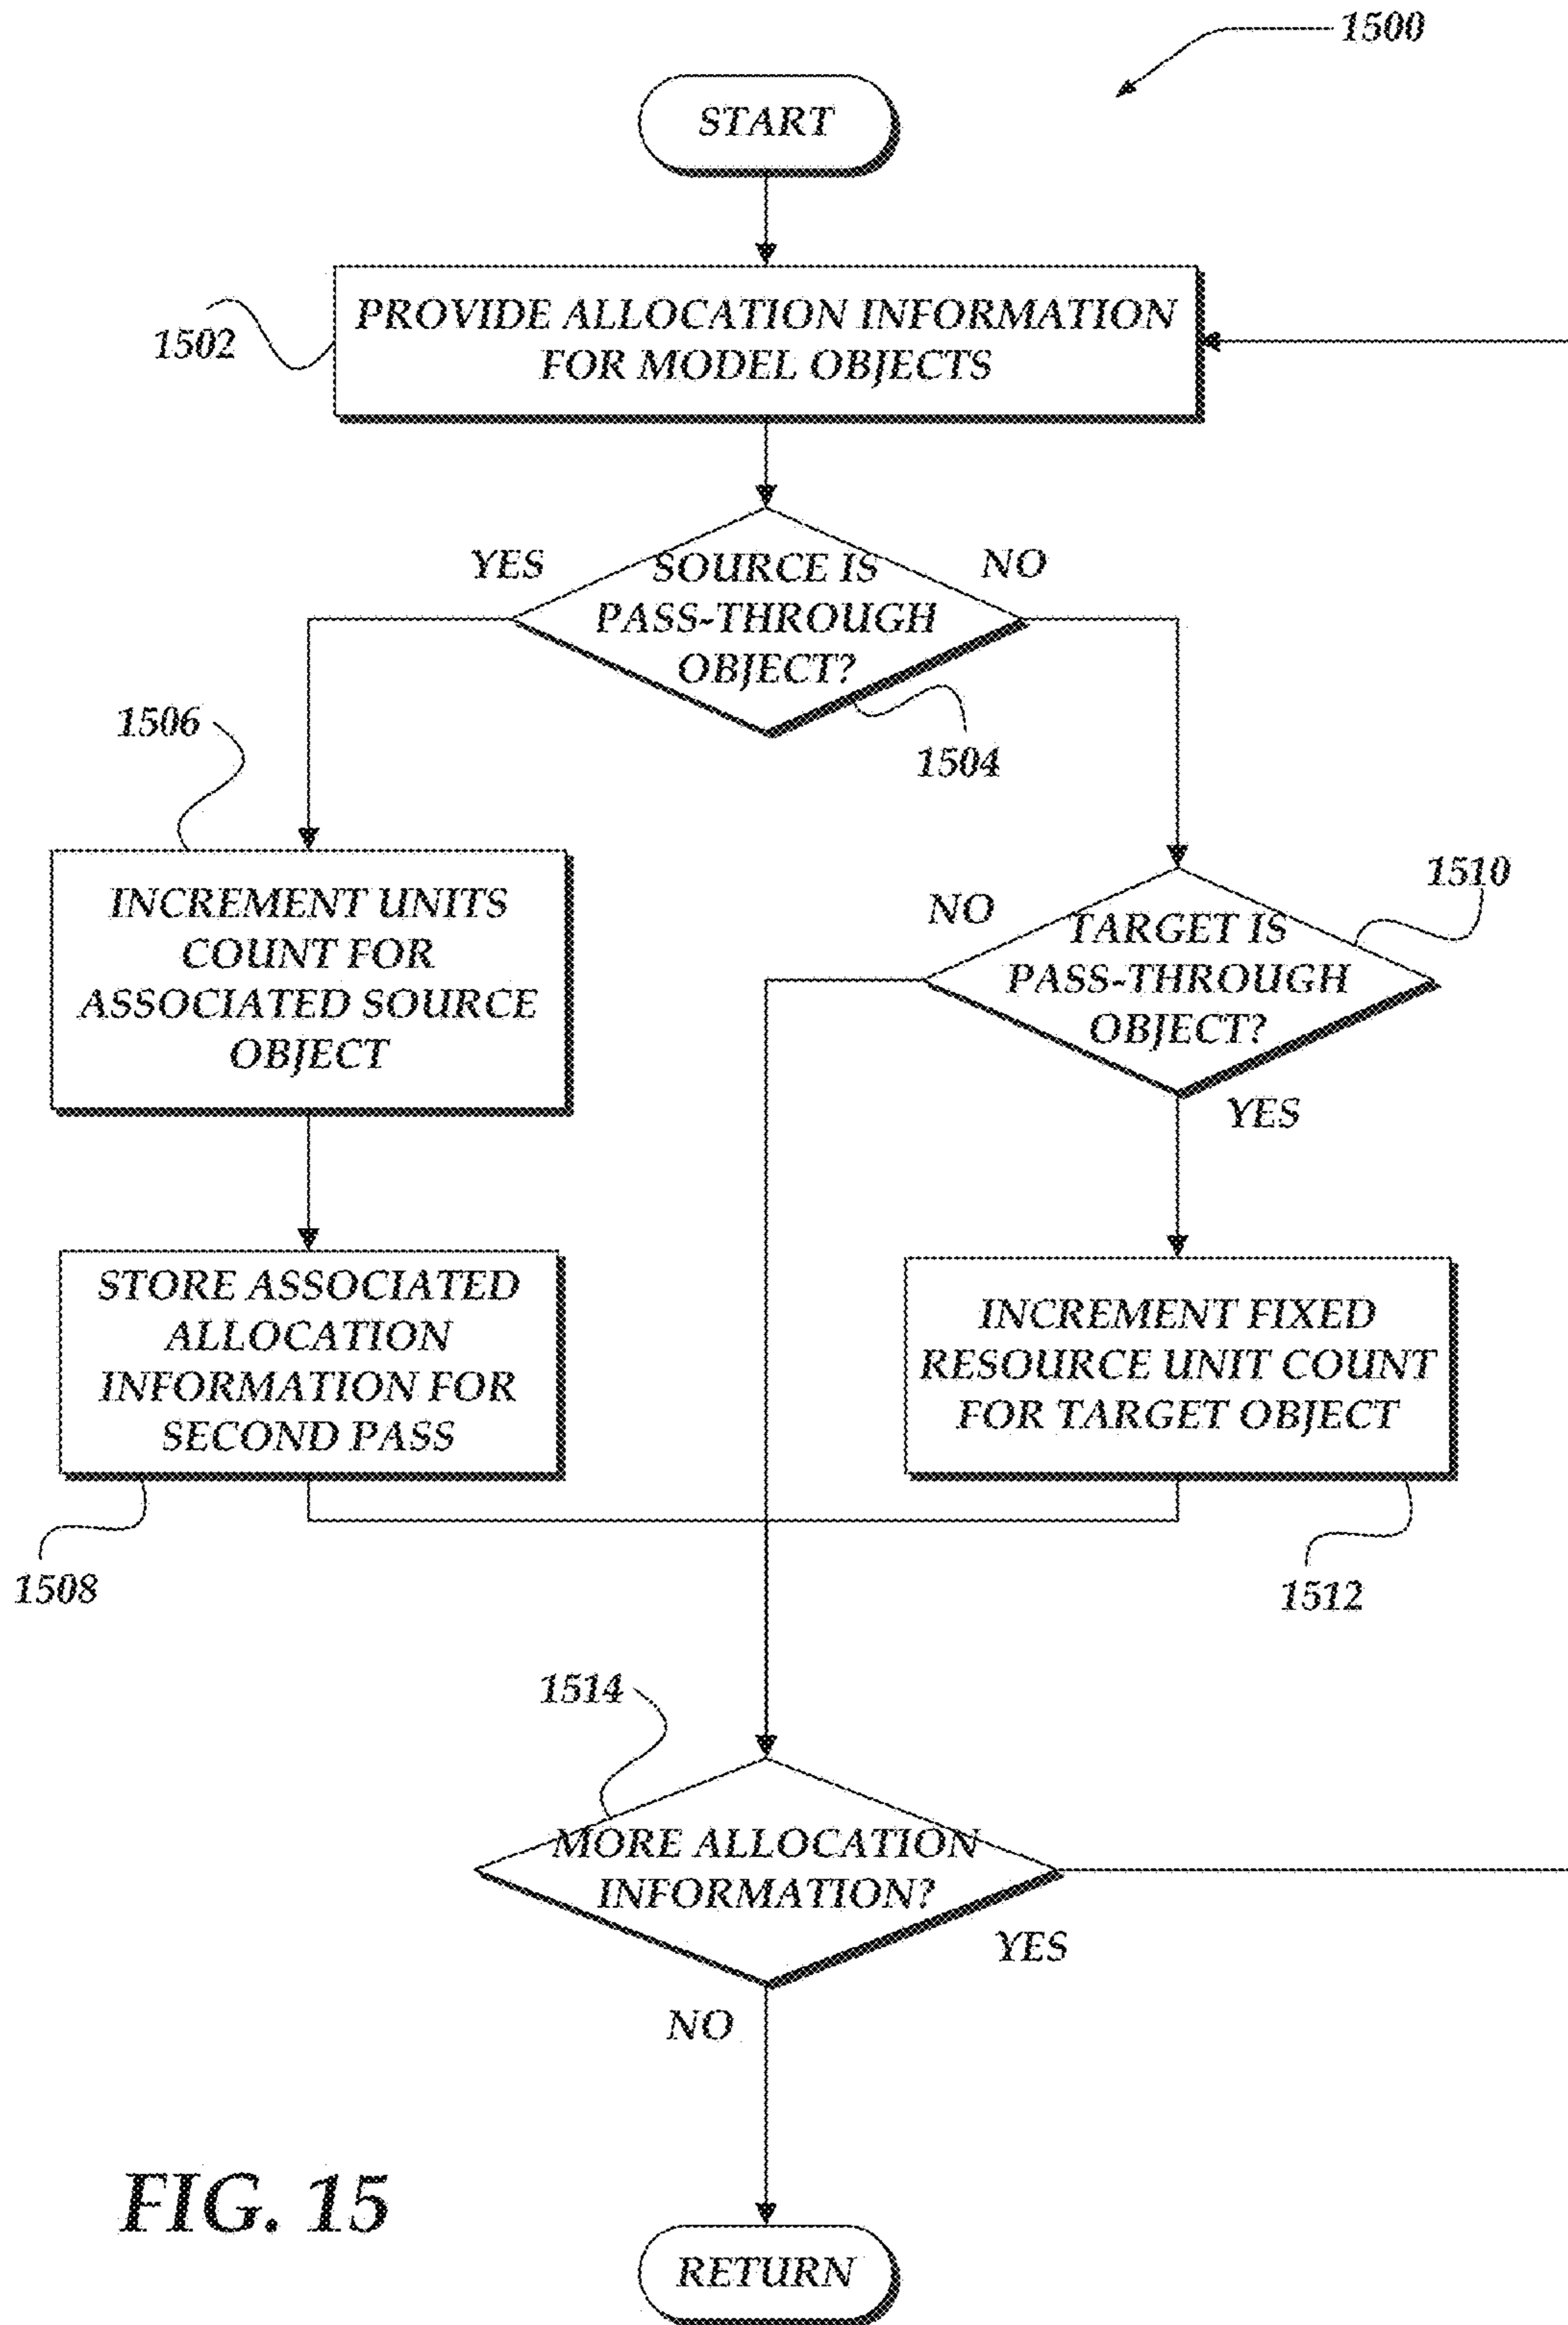 1500
START
PROVIDE ALLOCATION INFORMATION
FOR MODEL OBJECTS
1502
YES
NO
SOURCE IS
PASS-THROUGH
OBJECT?
1504
1506
INCREMENT UNITS
COUNT FOR
ASSOCIATED SOURCE
OBJECT
1510
NO
TARGET IS
PASS-THROUGH
OBJECT?
YES
STORE ASSOCIATED
ALLOCATION
INFORMATION FOR
SECOND PASS
1508
INCREMENT FIXED
RESOURCE UNIT COUNT
FOR TARGET OBJECT
1512
1514
MORE ALLOCATION
INFORMATION?
YES
NO
FIG. 15
RETURN